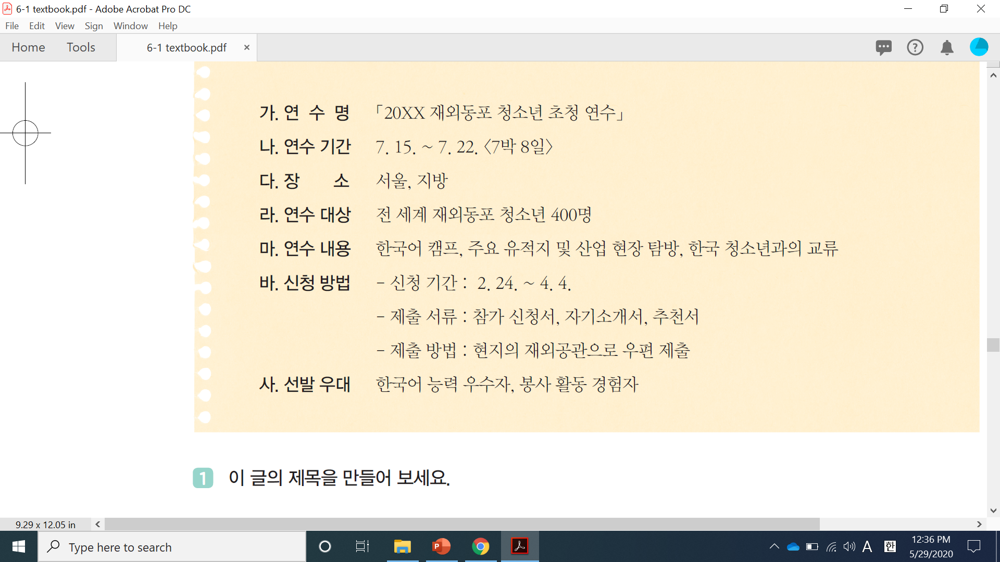 6-1 textbook.pdf - Adobe Acrobat Pro DC
File Edit View Sign Window Help
Home Tools 6-1 textbook.pdf ×
가. 연 수 명 「20XX 재외동포 청소년 초청 연수」
나. 연수 기간 7. 15. ~ 7. 22. 〈7박 8일〉
다. 장 소 서울, 지방
라. 연수 대상 전 세계 재외동포 청소년 400명
마. 연수 내용 한국어 캠프, 주요 유적지 및 산업 현장 탐방, 한국 청소년과의 교류
바. 신청 방법 - 신청 기간 : 2. 24. ~ 4. 4.
- 제출 서류 : 참가 신청서, 자기소개서, 추천서
- 제출 방법 : 현지의 재외공관으로 우편 제출
사. 선발 우대 한국어 능력 우수자, 봉사 활동 경험자
1 이 글의 제목을 만들어 보세요.
9.29 x 12.05 in
Type here to search
A 한 12:36 PM
5/29/2020